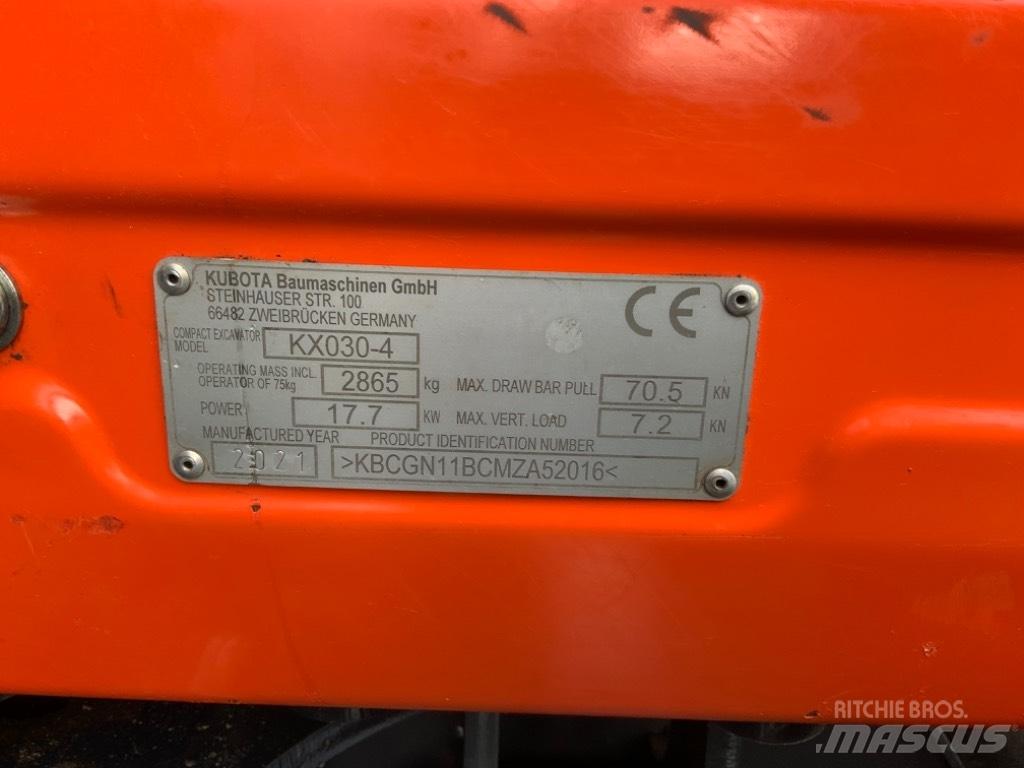 KUBOTA Baumaschinen GmbH
STEINHAUSER STR. 100
66482 ZWEIBRÜCKEN GERMANY
CE
COMPACT EXCAVATOR
MODEL KX030-4
OPERATING MASS INCL.
OPERATOR OF 75kg 2865 kg MAX. DRAW BAR PULL 70.5 KN
POWER 17.7 KW MAX. VERT. LOAD 7.2 KN
MANUFACTURED YEAR PRODUCT IDENTIFICATION NUMBER
2021 >KBCGN11BCMZA52016<
RITCHIE BROS.
MASCUS